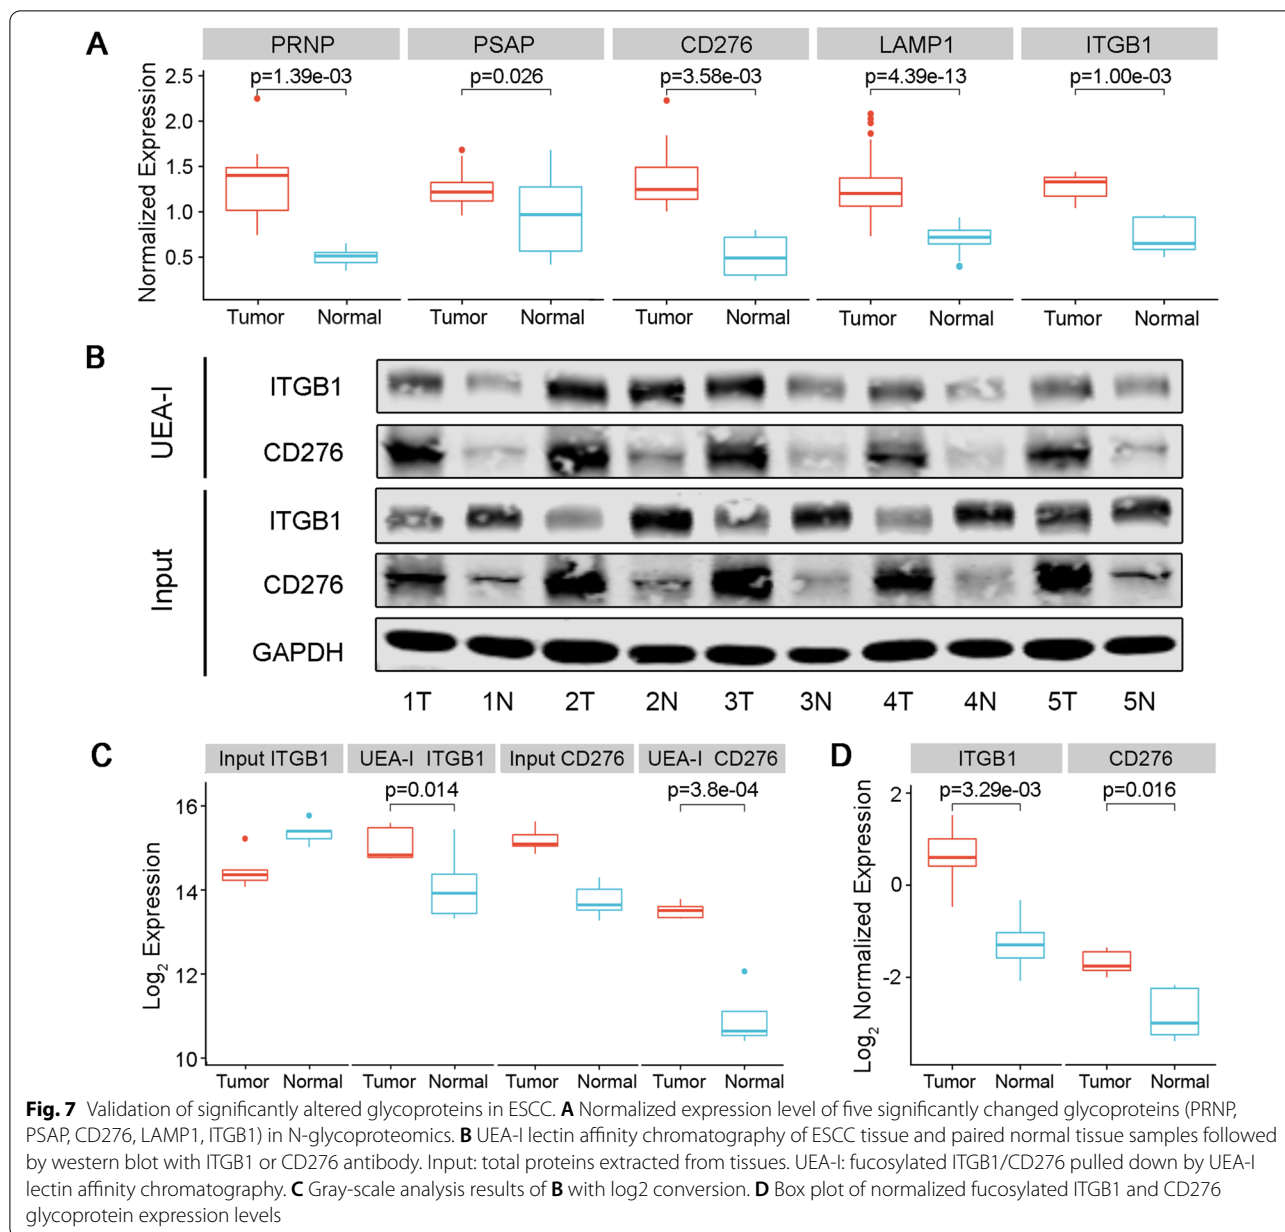 A
PRNP PSAP CD276 LAMP1 ITGB1
p=1.39e-03 p=0.026 p=3.58e-03 p=4.39e-13 p=1.00e-03
Normalized Expression
2.5
2.0
1.5
1.0
0.5
Tumor Normal Tumor Normal Tumor Normal Tumor Normal Tumor Normal
B
UEA-I
ITGB1
CD276
Input
ITGB1
CD276
GAPDH
1T 1N 2T 2N 3T 3N 4T 4N 5T 5N
C
Input ITGB1 UEA-I ITGB1 Input CD276 UEA-I CD276
p=0.014 p=3.8e-04
Log2 Expression
16
14
12
10
Tumor Normal Tumor Normal Tumor Normal Tumor Normal
D
ITGB1 CD276
p=3.29e-03 p=0.016
Log2 Normalized Expression
2
0
-2
Tumor Normal Tumor Normal
Fig. 7 Validation of significantly altered glycoproteins in ESCC. A Normalized expression level of five significantly changed glycoproteins (PRNP,
PSAP, CD276, LAMP1, ITGB1) in N-glycoproteomics. B UEA-I lectin affinity chromatography of ESCC tissue and paired normal tissue samples followed
by western blot with ITGB1 or CD276 antibody. Input: total proteins extracted from tissues. UEA-I: fucosylated ITGB1/CD276 pulled down by UEA-I
lectin affinity chromatography. C Gray-scale analysis results of B with log2 conversion. D Box plot of normalized fucosylated ITGB1 and CD276
glycoprotein expression levels